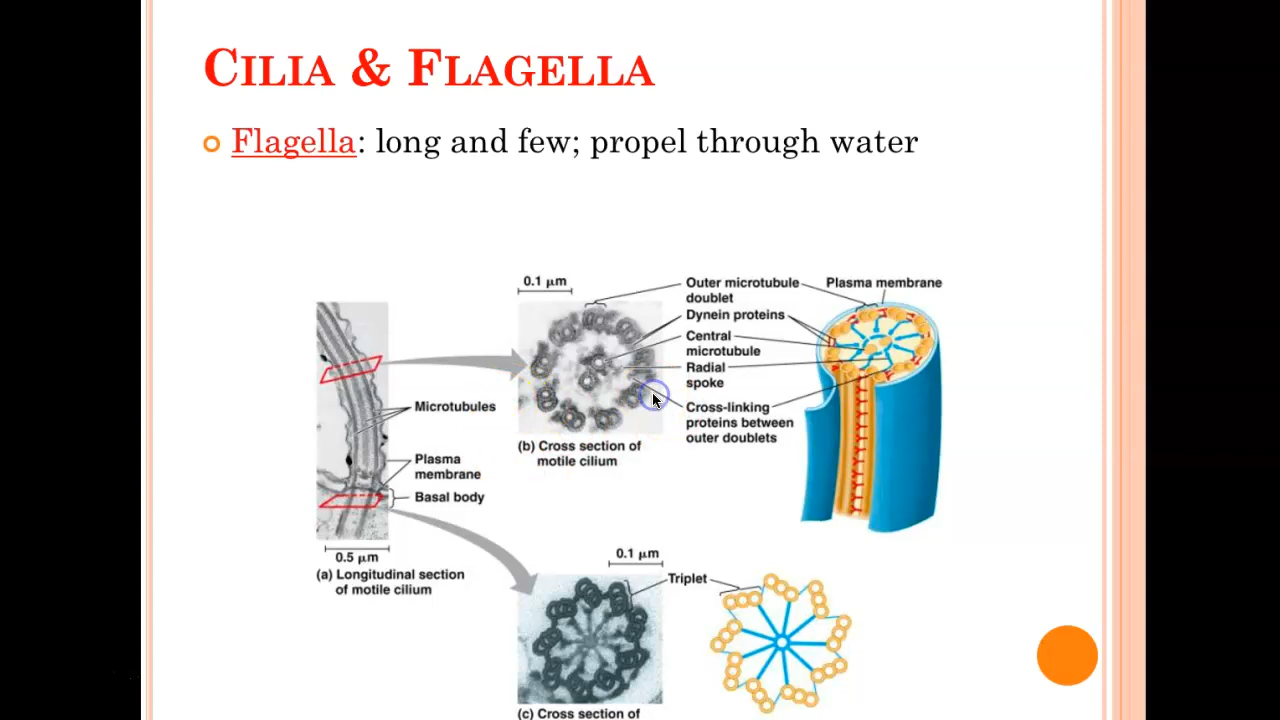 CILIA & FLAGELLA
Flagella: long and few; propel through water
0.1 µm
Outer microtubule
doublet
Plasma membrane
Dynein proteins
Central
microtubule
Radial
spoke
Cross-linking
proteins between
outer doublets
Microtubules
Plasma
membrane
Basal body
(b) Cross section of
motile cilium
0.5 µm
(a) Longitudinal section
of motile cilium
0.1 µm
Triplet
(c) Cross section of